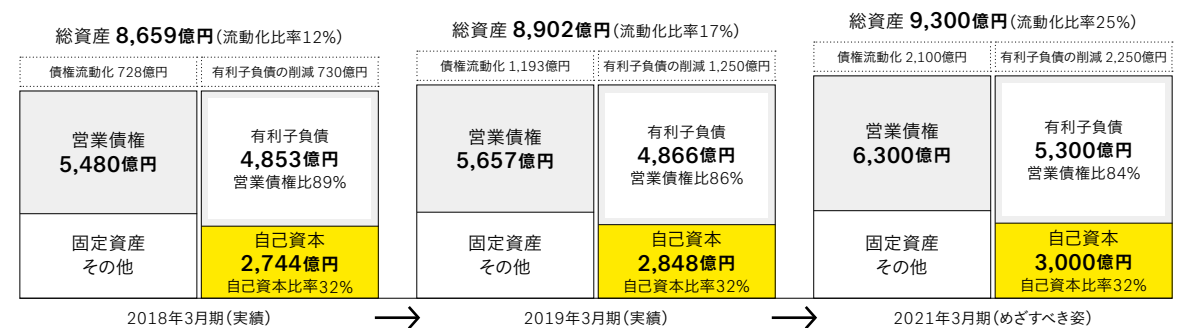 総資産 8,659億円(流動化比率12%)
債権流動化 728億円
有利子負債の削減 730億円
営業債権
5,480億円
有利子負債
4,853億円
営業債権比89%
固定資産
その他
自己資本
2,744億円
自己資本比率32%
2018年3月期(実績)
→
総資産 8,902億円(流動化比率17%)
債権流動化 1,193億円
有利子負債の削減 1,250億円
営業債権
5,657億円
有利子負債
4,866億円
営業債権比86%
固定資産
その他
自己資本
2,848億円
自己資本比率32%
2019年3月期(実績)
→
総資産 9,300億円(流動化比率25%)
債権流動化 2,100億円
有利子負債の削減 2,250億円
営業債権
6,300億円
有利子負債
5,300億円
営業債権比84%
固定資産
その他
自己資本
3,000億円
自己資本比率32%
2021年3月期(めざすべき姿)